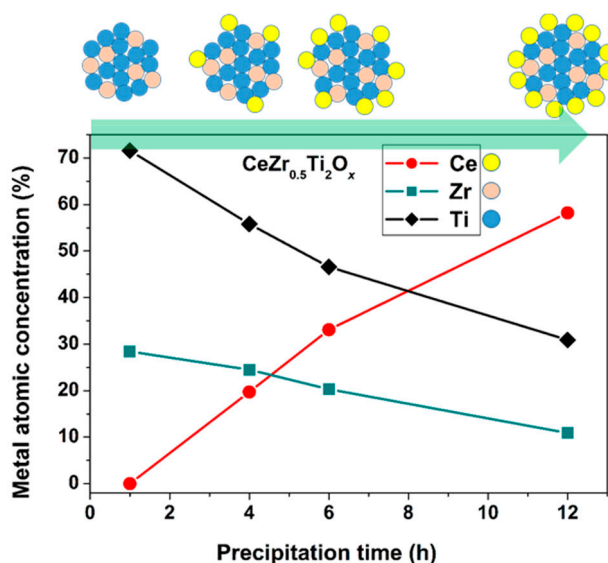 CeZr0.5Ti2Ox
Ce
Zr
Ti
Metal atomic concentration (%)
70
60
50
40
30
20
10
0
0 2 4 6 8 10 12
Precipitation time (h)